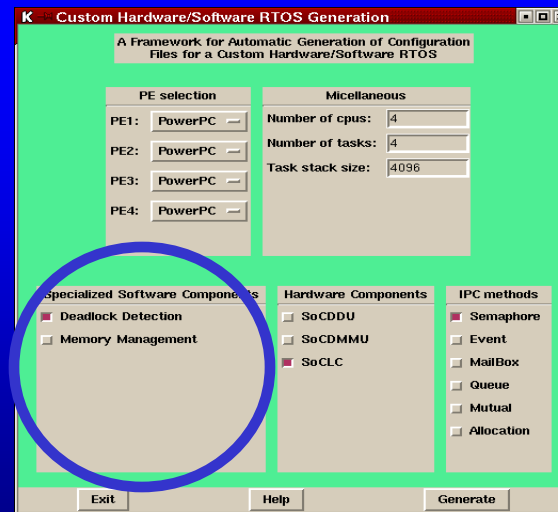 K Custom Hardware/Software RTOS Generation
A Framework for Automatic Generation of Configuration
Files for a Custom Hardware/Software RTOS
PE selection
PE1: PowerPC
PE2: PowerPC
PE3: PowerPC
PE4: PowerPC
Micellaneous
Number of cpus: 4
Number of tasks: 4
Task stack size: 4096
Specialized Software Components
Deadlock Detection
Memory Management
Hardware Components
SoCDDU
SoCDMMU
SoCLC
IPC methods
Semaphore
Event
MailBox
Queue
Mutual
Allocation
Exit
Help
Generate